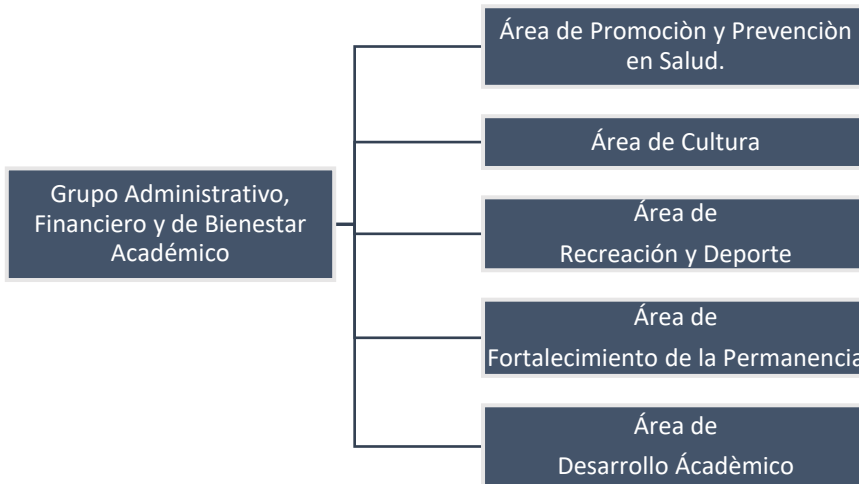 Grupo Administrativo,
Financiero y de Bienestar
Académico
Área de Promociòn y Prevenciòn
en Salud.
Área de Cultura
Área de
Recreación y Deporte
Área de
Fortalecimiento de la Permanencia
Área de
Desarrollo Ácadèmico